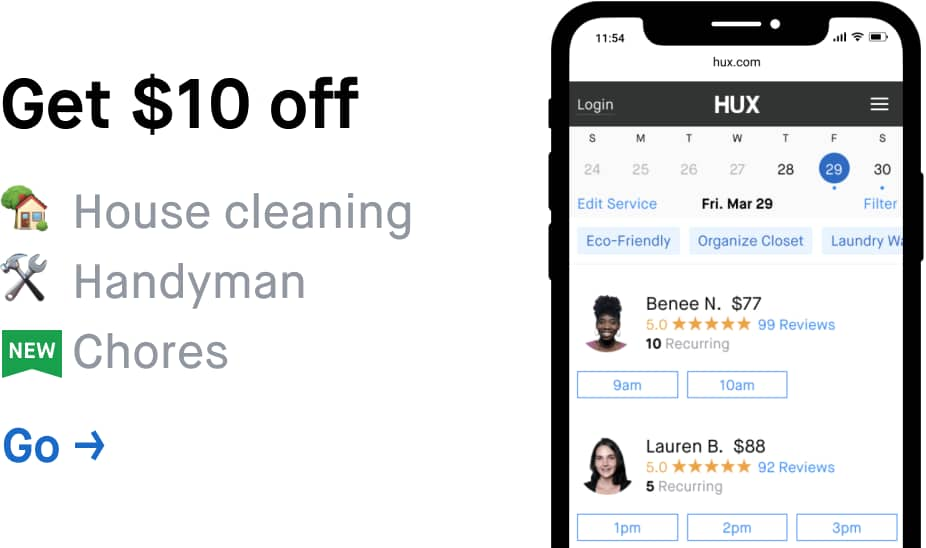 Get $10 off
House cleaning
Handyman
NEW Chores
Go →
11:54
hux.com
Login HUX
S M T W T F S
24 25 26 27 28 29 30
Edit Service Fri. Mar 29 Filter
Eco-Friendly Organize Closet Laundry
Benee N. $77
5.0 ★★★★★ 99 Reviews
10 Recurring
9am 10am
Lauren B. $88
5.0 ★★★★★ 92 Reviews
5 Recurring
1pm 2pm 3pm